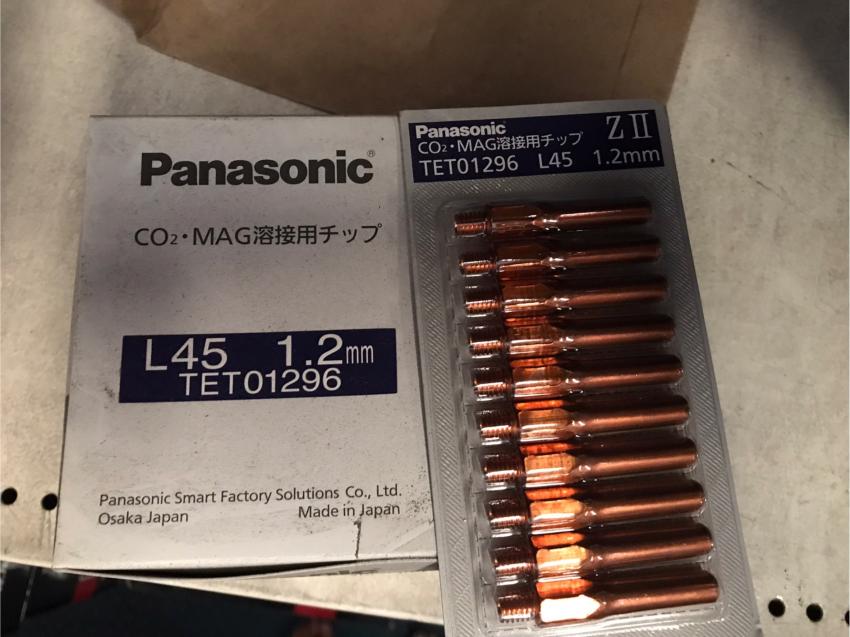 Panasonic®
CO2・MAG溶接用チップ
L45 1.2mm
TET01296
Panasonic Smart Factory Solutions Co., Ltd.
Osaka Japan Made in Japan
Panasonic ZII
CO2・MAG溶接用チップ
TET01296 L45 1.2mm